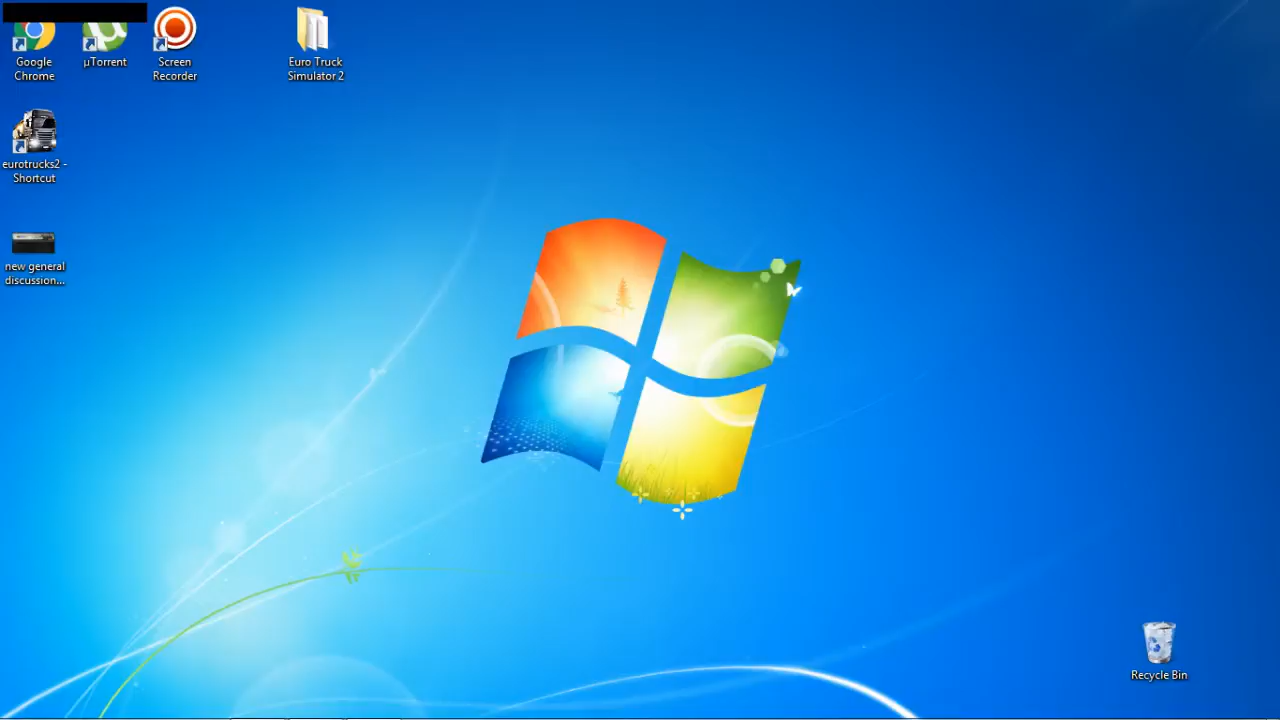 Google
Chrome
µTorrent
Screen
Recorder
Euro Truck
Simulator 2
eurotrucks2 -
Shortcut
new general
discussion...
Recycle Bin